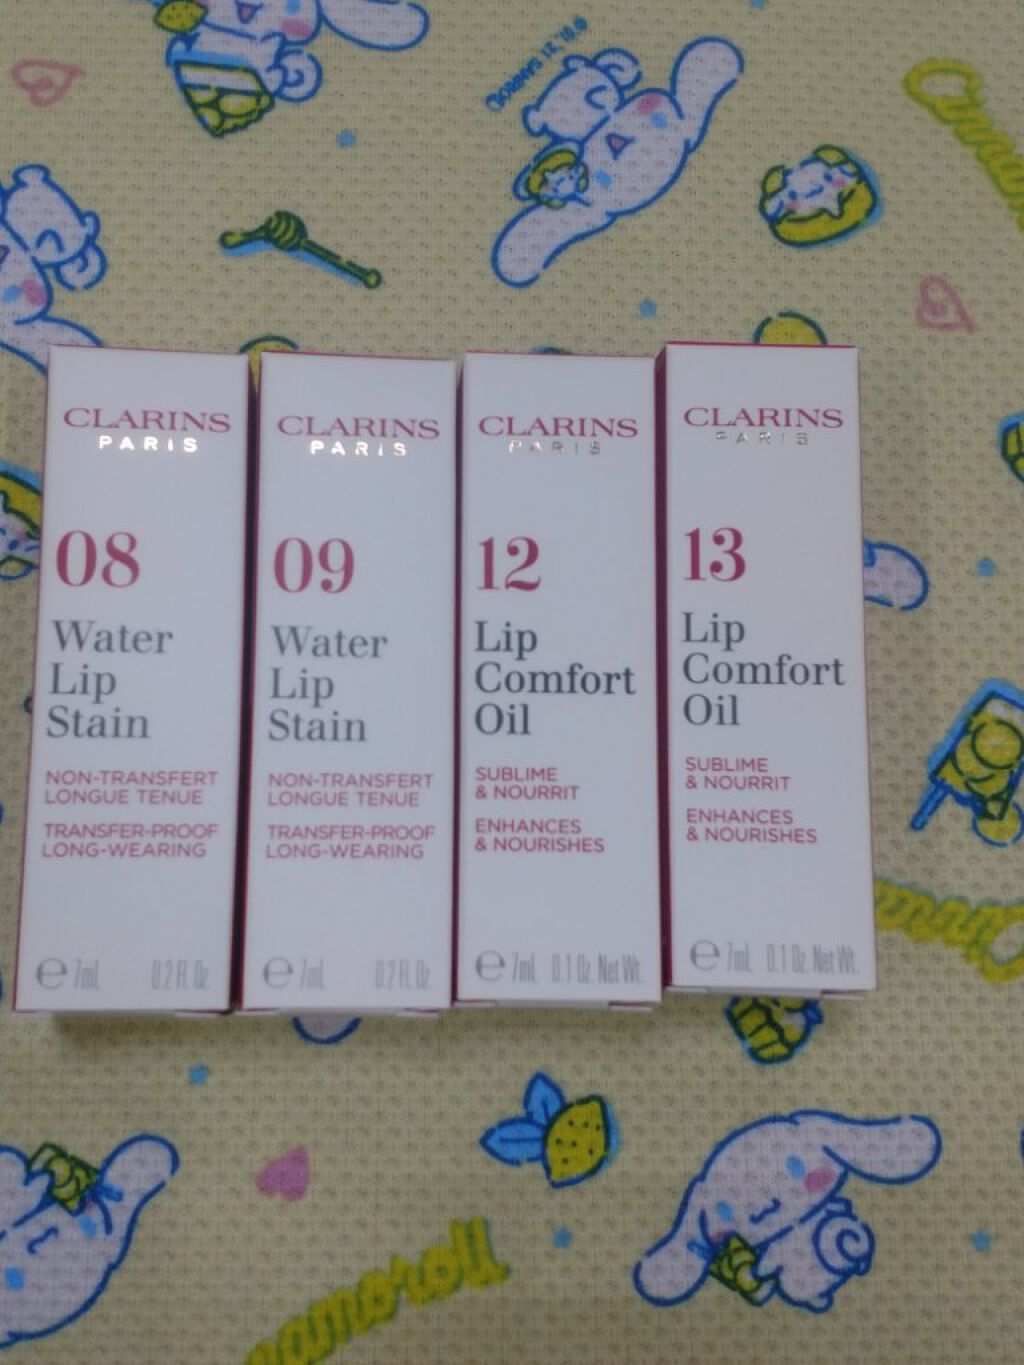 CLARINS
PARIS
08
Water
Lip
Stain
NON-TRANSFERT
LONGUE TENUE
TRANSFER-PROOF
LONG-WEARING
e 7mL 0.2 Fl. Oz.
CLARINS
PARIS
09
Water
Lip
Stain
NON-TRANSFERT
LONGUE TENUE
TRANSFER-PROOF
LONG-WEARING
e 7mL 0.2 Fl. Oz.
CLARINS
PARIS
12
Lip
Comfort
Oil
SUBLIME
& NOURRIT
ENHANCES
& NOURISHES
e 7mL 0.1 Oz. Net Wt.
CLARINS
PARIS
13
Lip
Comfort
Oil
SUBLIME
& NOURRIT
ENHANCES
& NOURISHES
e 7mL 0.1 Oz. Net Wt.
namoroll